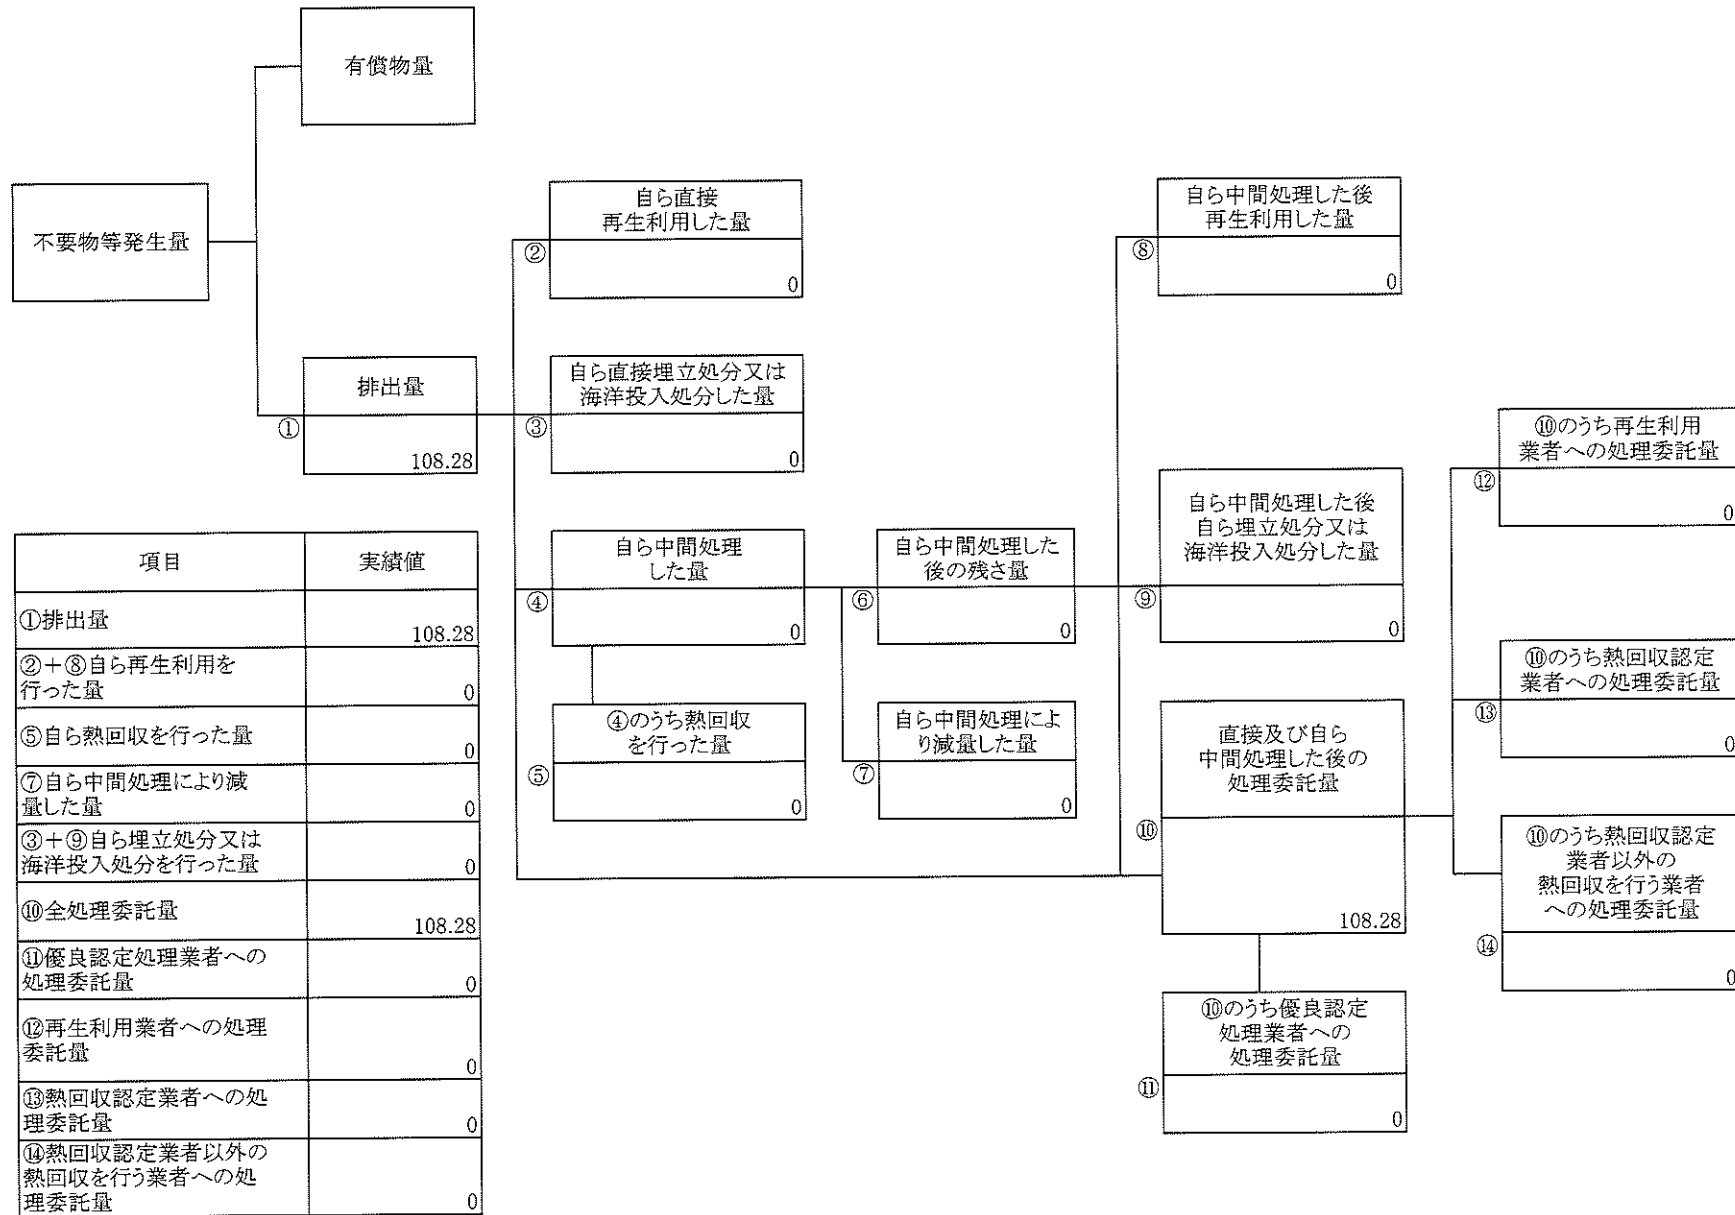 有償物量
不要物等発生量
①
排出量
108.28
②
自ら直接
再生利用した量
0
③
自ら直接埋立処分又は
海洋投入処分した量
0
④
自ら中間処理
した量
0
⑤
④のうち熱回収
を行った量
0
⑥
自ら中間処理した
後の残さ量
0
⑦
自ら中間処理によ
り減量した量
0
⑧
自ら中間処理した後
再生利用した量
0
⑨
自ら中間処理した後
自ら埋立処分又は
海洋投入処分した量
0
⑩
直接及び自ら
中間処理した後の
処理委託量
108.28
⑪
⑩のうち優良認定
処理業者への
処理委託量
0
⑫
⑩のうち再生利用
業者への処理委託量
0
⑬
⑩のうち熱回収認定
業者への処理委託量
0
⑭
⑩のうち熱回収認定
業者以外の
熱回収を行う業者
への処理委託量
0
項目 実績値
①排出量
108.28
②+⑧自ら再生利用を
行った量
0
⑤自ら熱回収を行った量
0
⑦自ら中間処理により減
量した量
0
③+⑨自ら埋立処分又は
海洋投入処分を行った量
0
⑩全処理委託量
108.28
⑪優良認定処理業者への
処理委託量
0
⑫再生利用業者への処理
委託量
0
⑬熱回収認定業者への処
理委託量
0
⑭熱回収認定業者以外の
熱回収を行う業者への処
理委託量
0